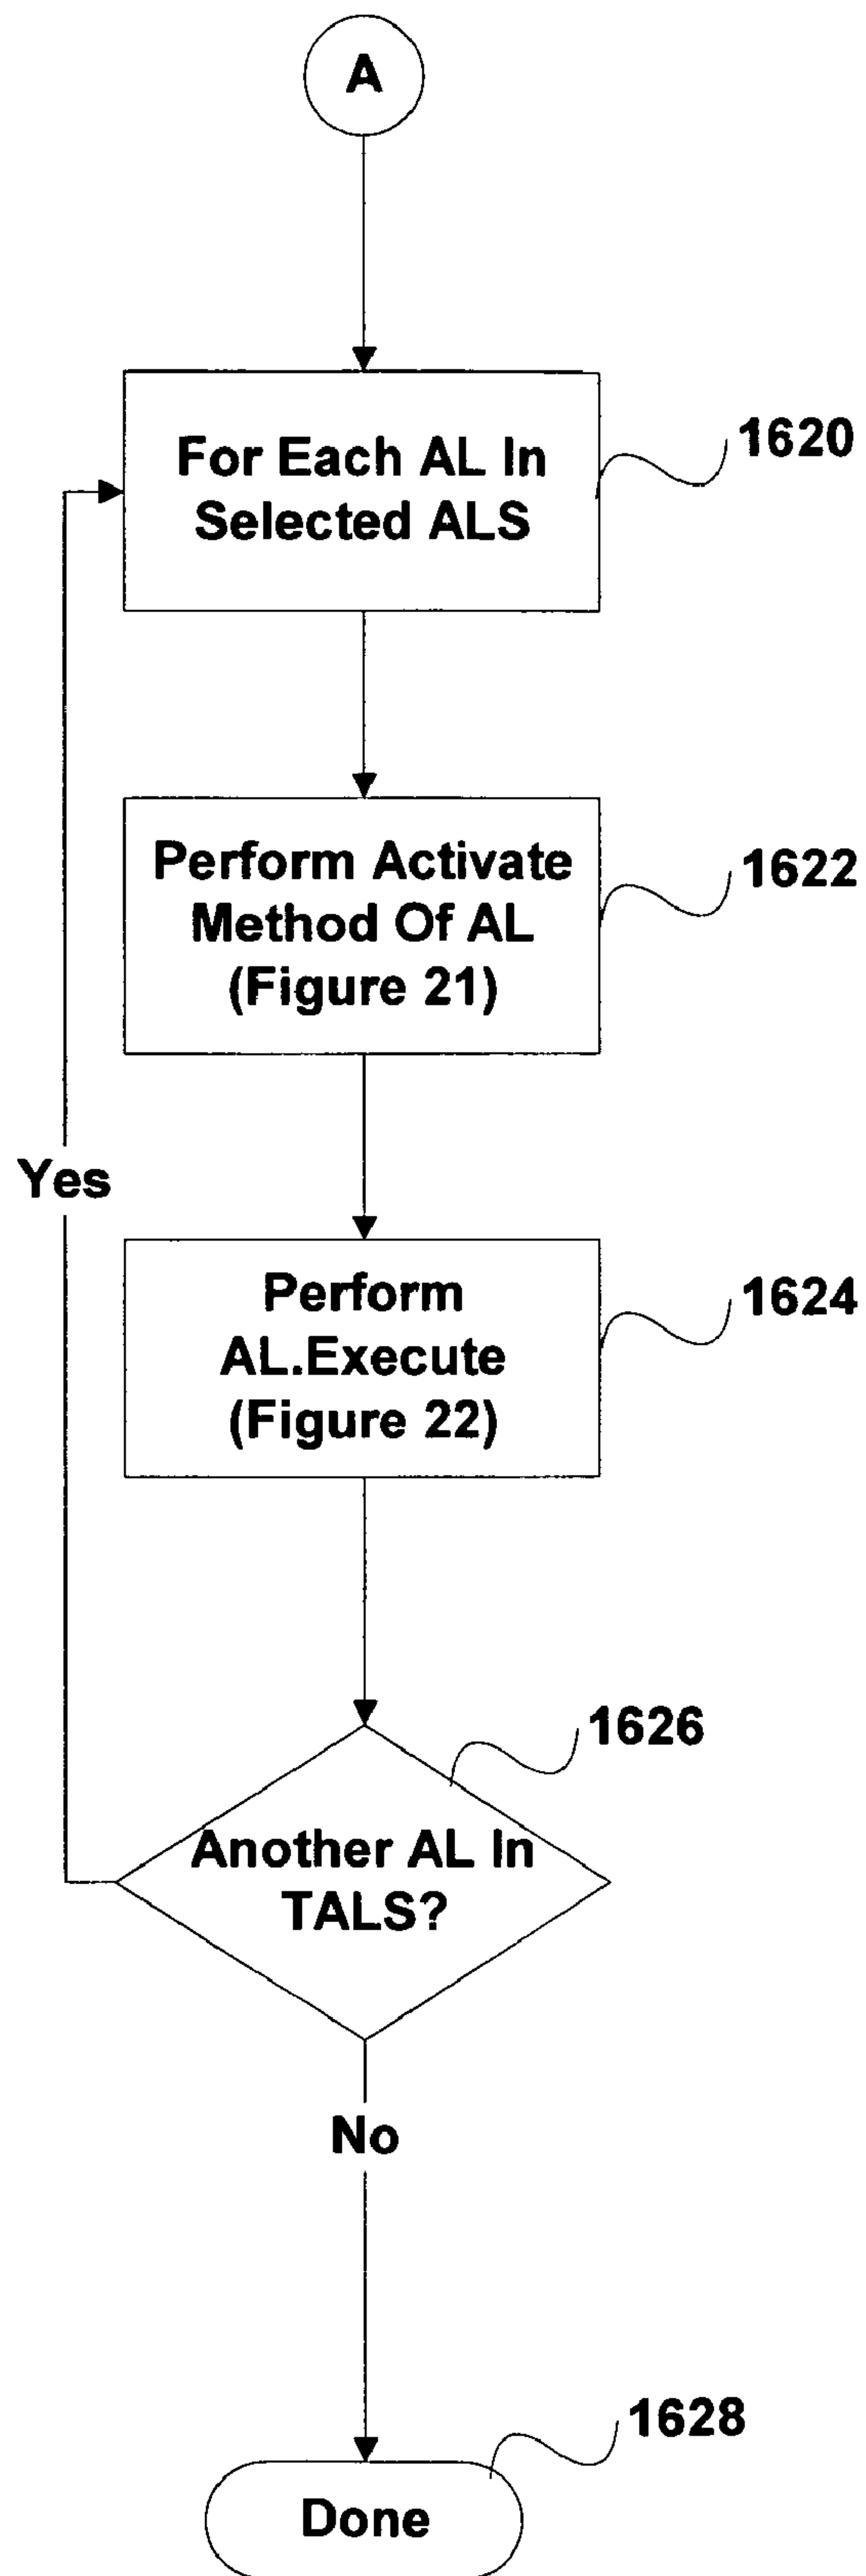 A
For Each AL In
Selected ALS
1620
Perform Activate
Method Of AL
(Figure 21)
1622
Yes
Perform
AL.Execute
(Figure 22)
1624
1626
Another AL In
TALS?
No
1628
Done